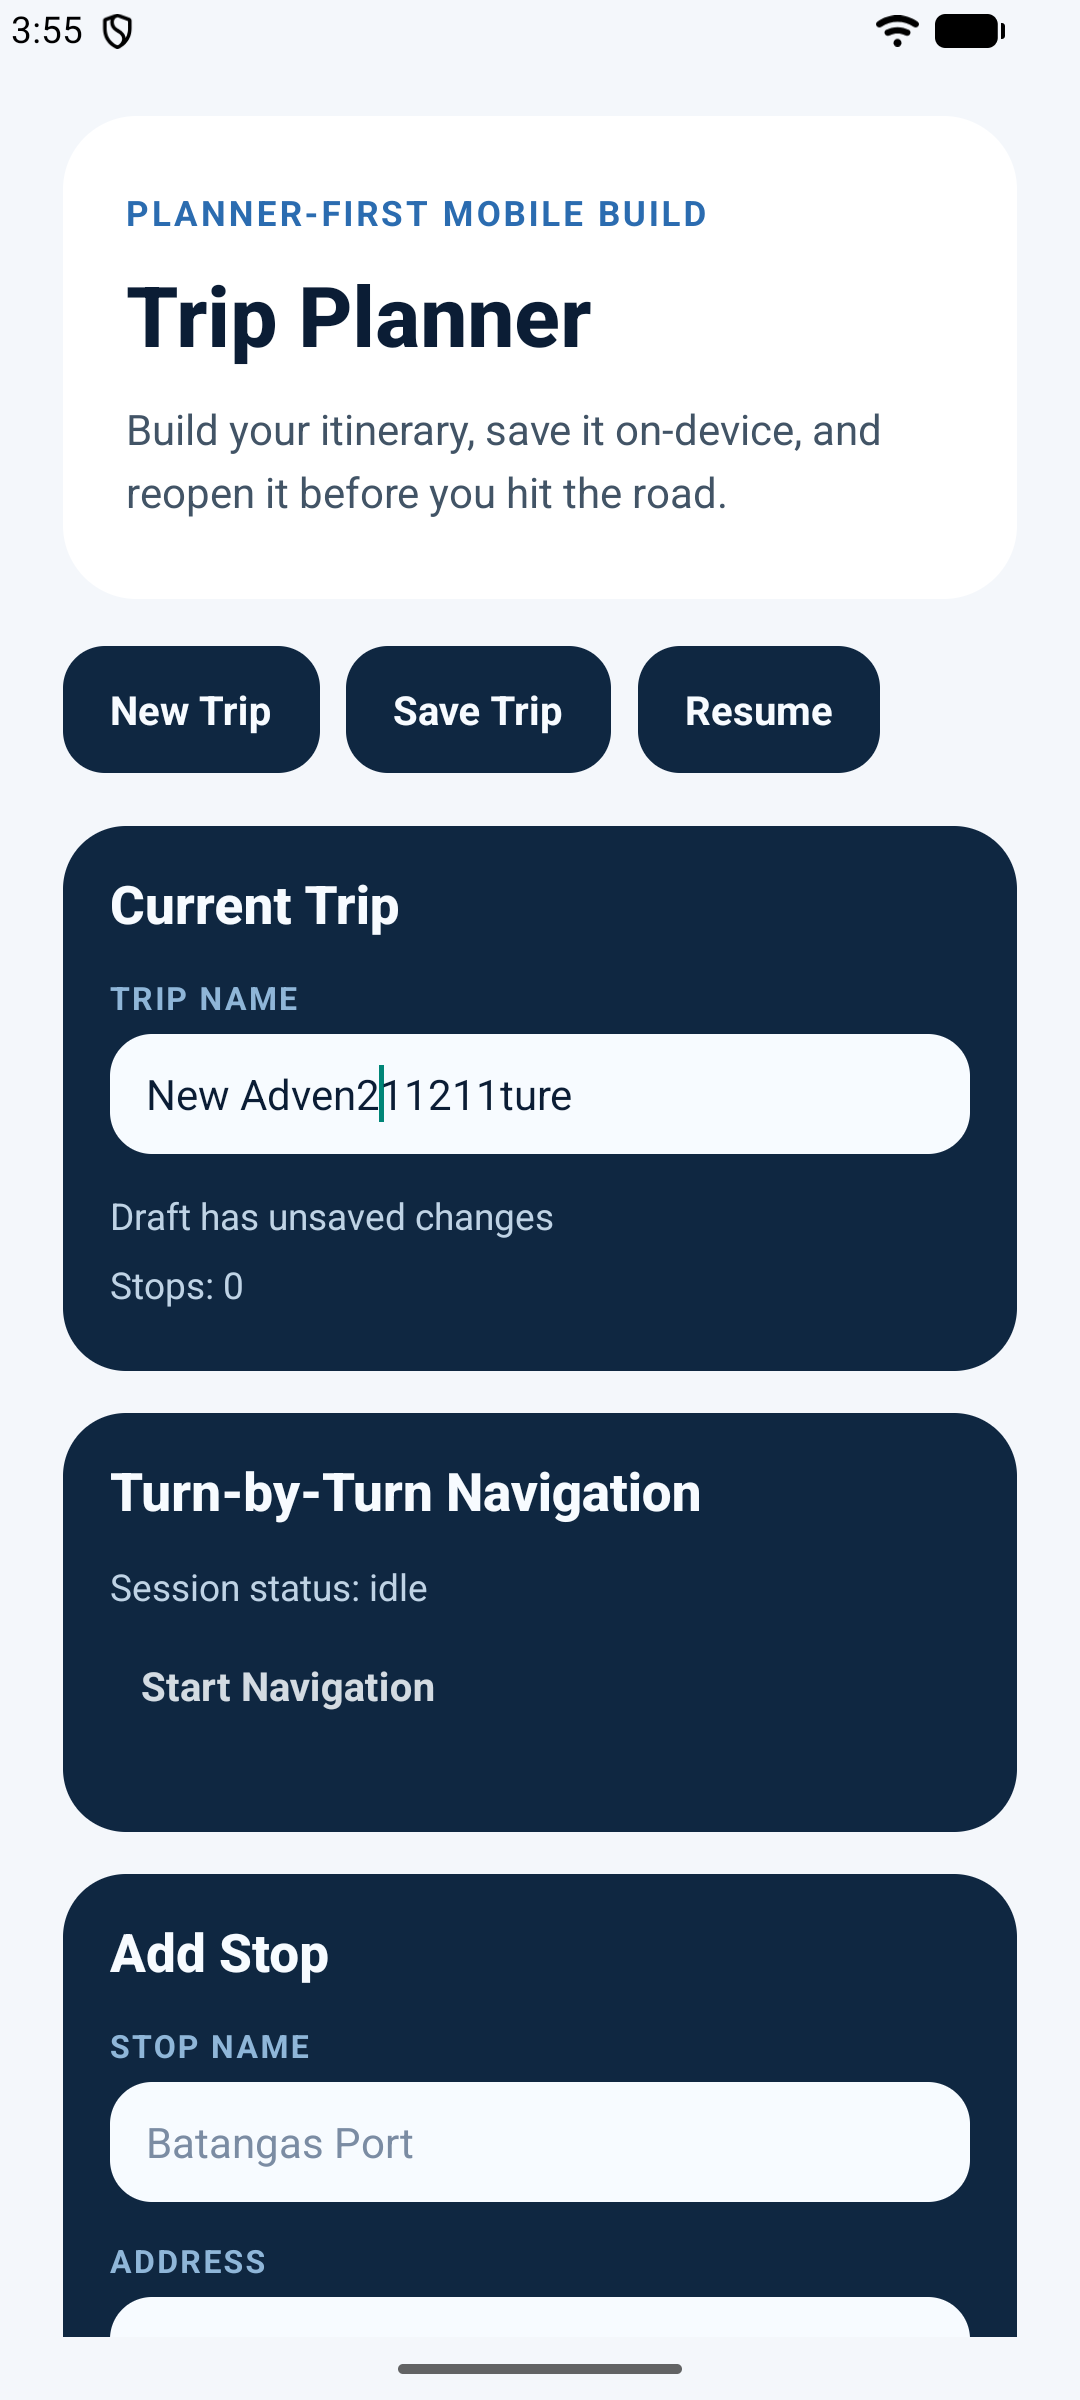 3:55
PLANNER-FIRST MOBILE BUILD
Trip Planner
Build your itinerary, save it on-device, and
reopen it before you hit the road.
New Trip
Save Trip
Resume
Current Trip
TRIP NAME
New Adven211211ture
Draft has unsaved changes
Stops: 0
Turn-by-Turn Navigation
Session status: idle
Start Navigation
Add Stop
STOP NAME
Batangas Port
ADDRESS